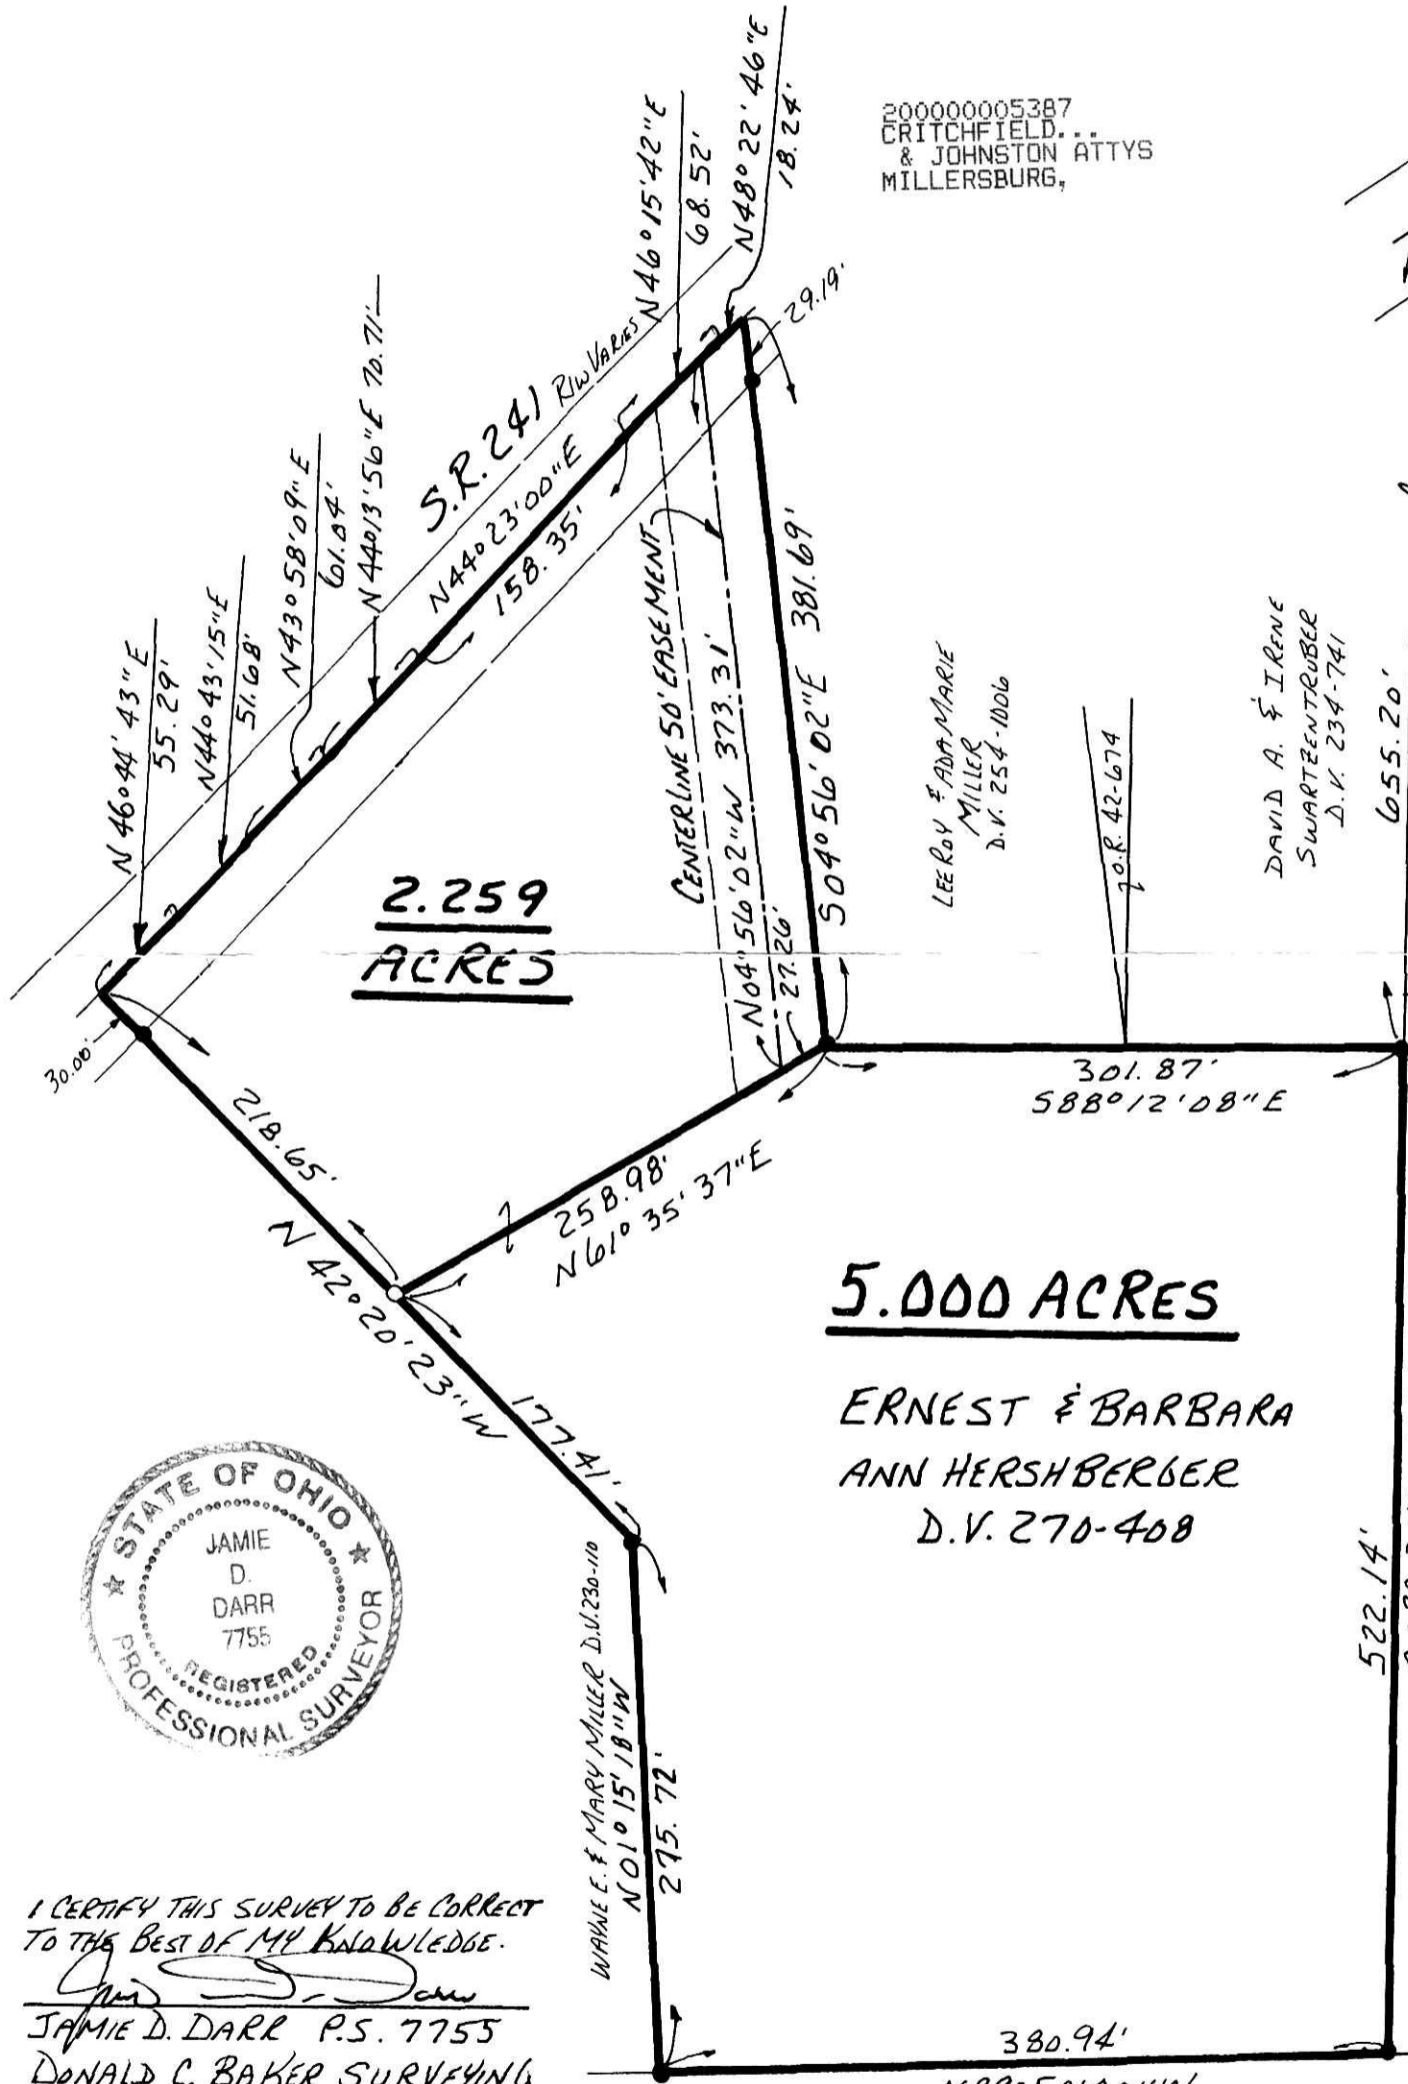 200000005387
CRITCHFIELD...
& JOHNSTON ATTYS
MILLERSBURG,
N46°44'43"E
55.29'
N44°43'15"E
51.68'
N43°58'09"E
61.04'
N44°13'56"E 70.71'
S.R. 241 R/W VARIES
N44°23'00"E
158.35'
N46°15'42"E
68.52'
N48°22'46"E
18.24'
29.19'
CENTERLINE 50' EASEMENT
N04°56'02"W 373.31'
27.26'
S04°56'02"E 381.69'
2.259
ACRES
LEEROY & ADA MARIE
MILLER
D.V. 254-1006
O.R. 42-674
DAVID A. & IRENE
SWARTZENTRUBER
D.V. 234-741
655.20'
30.00'
218.65'
N 42°20'23"W
177.41'
258.98'
N61°35'37"E
301.87'
S88°12'08"E
5.000 ACRES
ERNEST & BARBARA
ANN HERSHBERGER
D.V. 270-408
522.14'
STATE OF OHIO
JAMIE
D.
DARR
7755
REGISTERED
PROFESSIONAL SURVEYOR
WAYNE E. & MARY MILLER D.V.230-110
N01°15'18"W
275.72'
I CERTIFY THIS SURVEY TO BE CORRECT
TO THE BEST OF MY KNOWLEDGE.
JAMIE D. DARR P.S. 7755
DONALD C. BAKER SURVEYING
380.94'